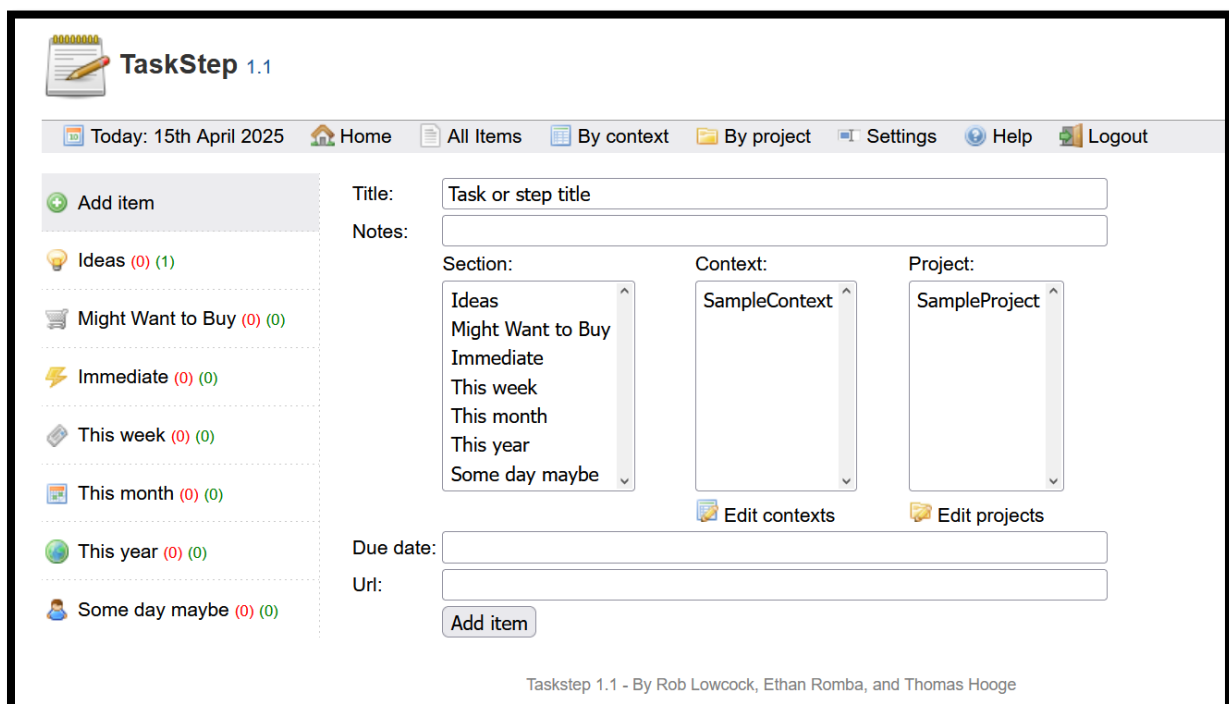 TaskStep 1.1
Today: 15th April 2025 Home All Items By context By project Settings Help Logout
Add item
Ideas (0) (1)
Might Want to Buy (0) (0)
Immediate (0) (0)
This week (0) (0)
This month (0) (0)
This year (0) (0)
Some day maybe (0) (0)
Title: Task or step title
Notes:
Section: Context: Project:
Ideas SampleContext SampleProject
Might Want to Buy
Immediate
This week
This month
This year
Some day maybe
Edit contexts Edit projects
Due date:
Url:
Add item
Taskstep 1.1 - By Rob Lowcock, Ethan Romba, and Thomas Hooge